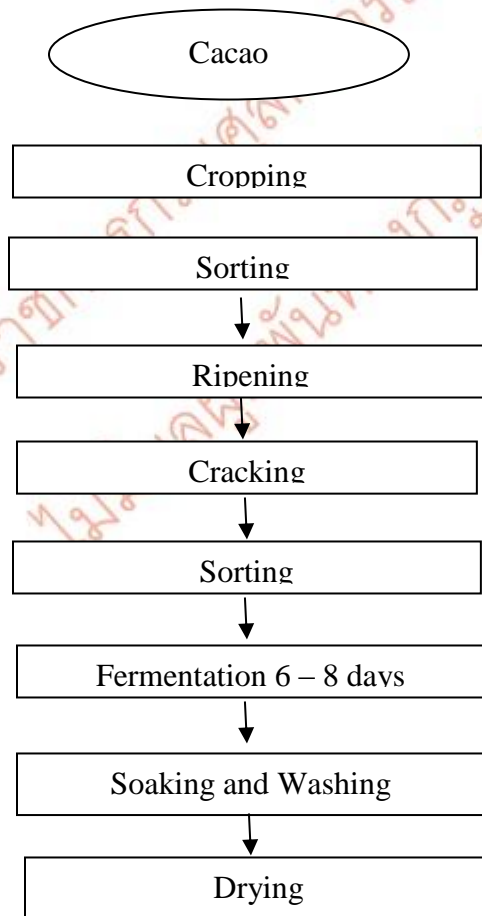 Cacao
Cropping
Sorting
Ripening
Cracking
Sorting
Fermentation 6 – 8 days
Soaking and Washing
Drying